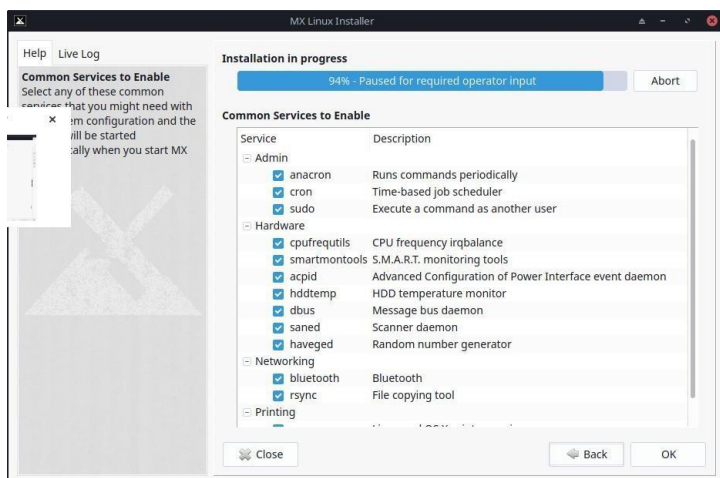 MX Linux Installer
Help Live Log
Common Services to Enable
Select any of these common
services that you might need with
em configuration and the
ill be started
cally when you start MX
Installation in progress
94% - Paused for required operator input
Abort
Common Services to Enable
Service Description
Admin
anacron Runs commands periodically
cron Time-based job scheduler
sudo Execute a command as another user
Hardware
cpufrequtils CPU frequency irqbalance
smartmontools S.M.A.R.T. monitoring tools
acpid Advanced Configuration of Power Interface event daemon
hddtemp HDD temperature monitor
dbus Message bus daemon
saned Scanner daemon
haveged Random number generator
Networking
bluetooth Bluetooth
rsync File copying tool
Printing
Close Back OK